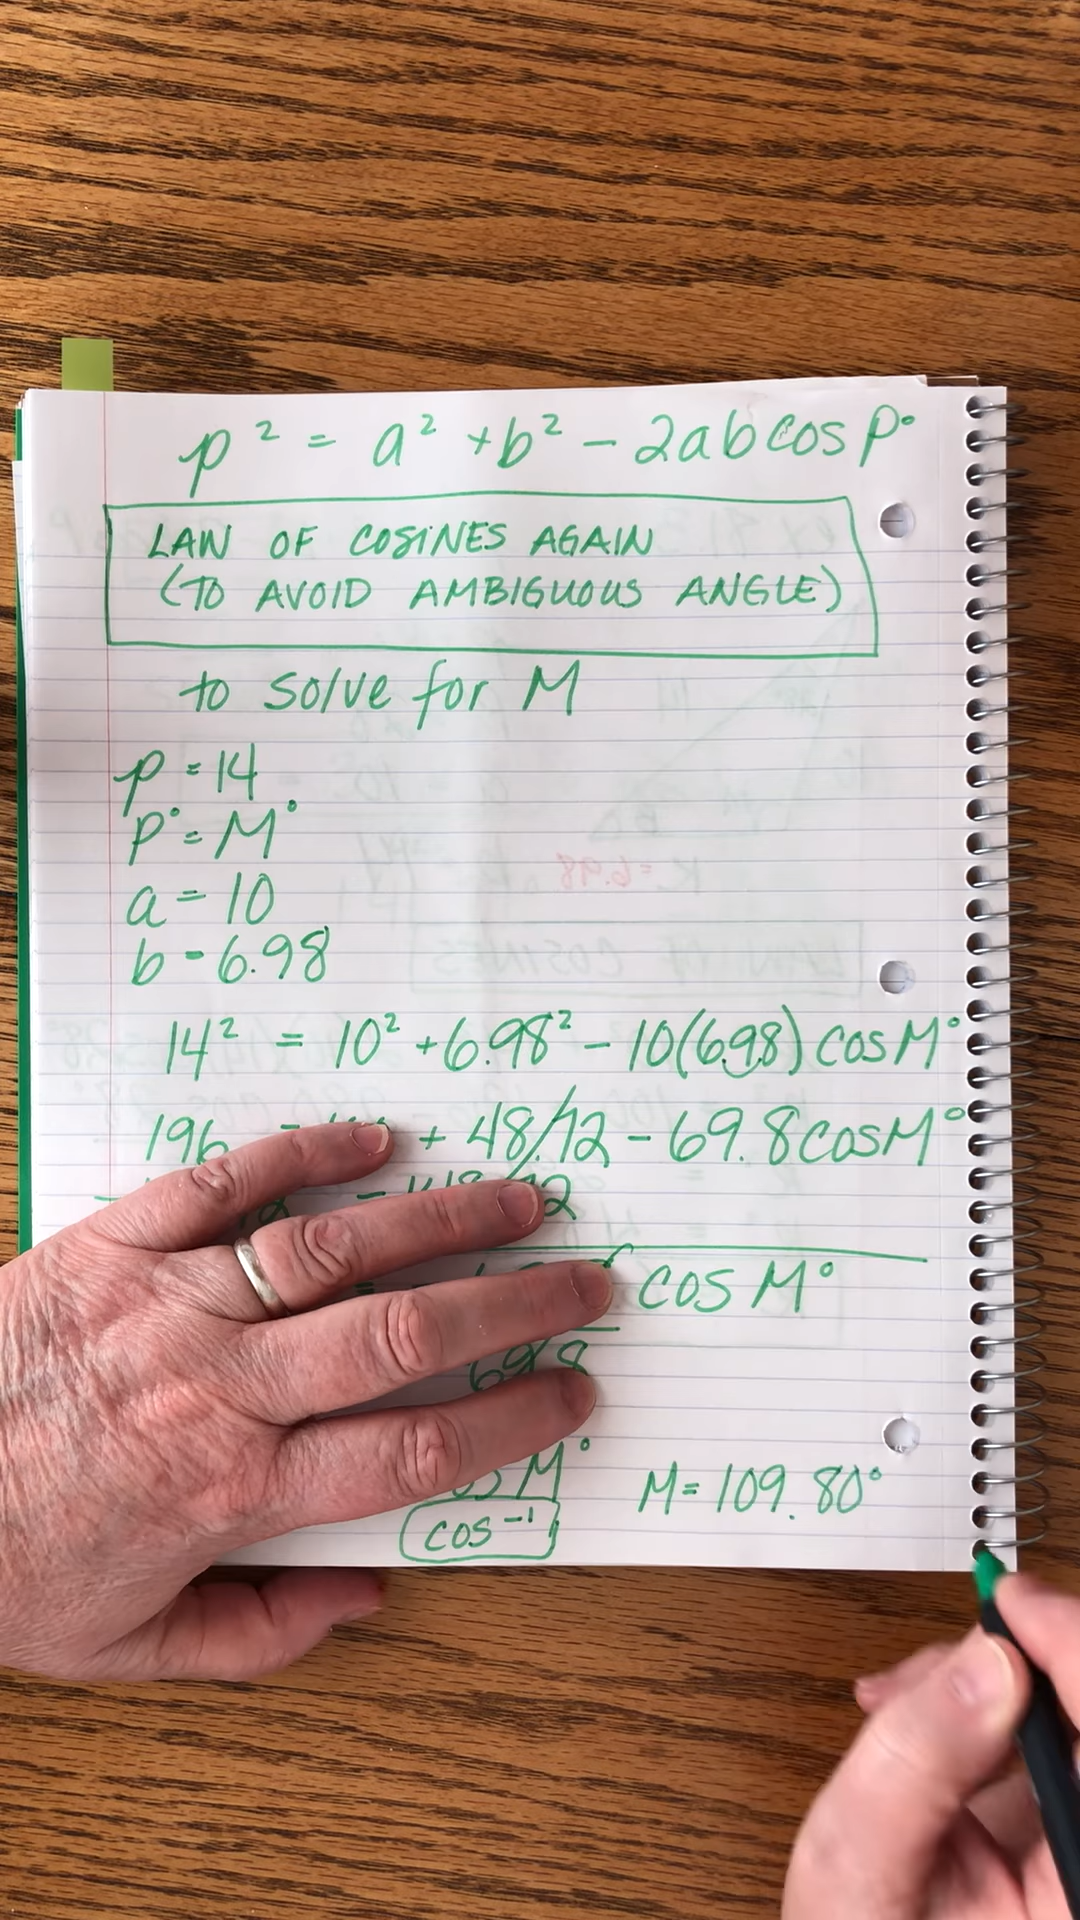 p² = a² + b² - 2ab cos P°
LAW OF COSINES AGAIN
(TO AVOID AMBIGUOUS ANGLE)
to solve for M
p = 14
P° = M°
a = 10
b = 6.98
14² = 10² + 6.98² - 10(6.98) cos M°
196 = + 48.72 - 69.8 cos M°
cos M°
69.8
M°
cos⁻¹
M = 109.80°